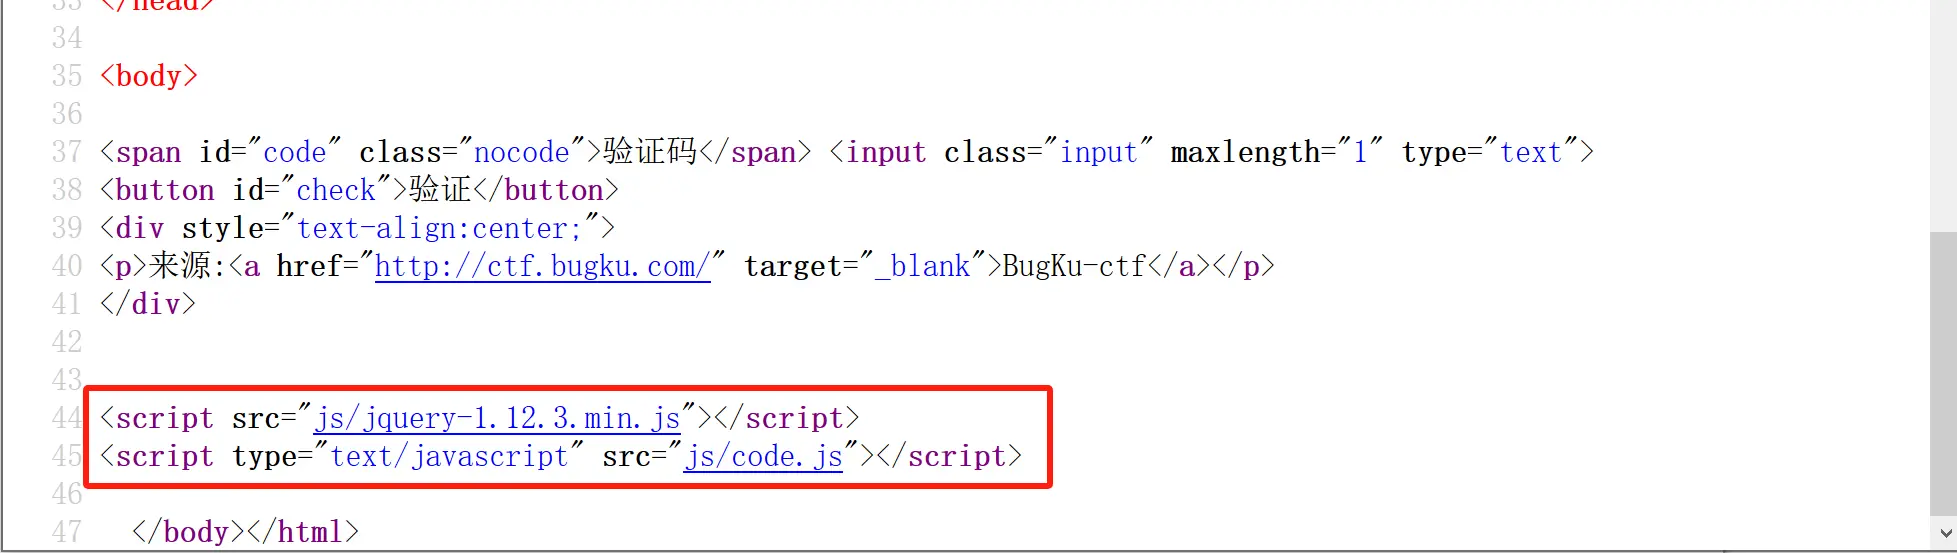 33 </head>
34
35 <body>
36
37 <span id="code" class="nocode">验证码</span> <input class="input" maxlength="1" type="text">
38 <button id="check">验证</button>
39 <div style="text-align:center;">
40 <p>来源:<a href="http://ctf.bugku.com/" target="_blank">BugKu-ctf</a></p>
41 </div>
42
43
44 <script src="js/jquery-1.12.3.min.js"></script>
45 <script type="text/javascript" src="js/code.js"></script>
46
47 </body></html>